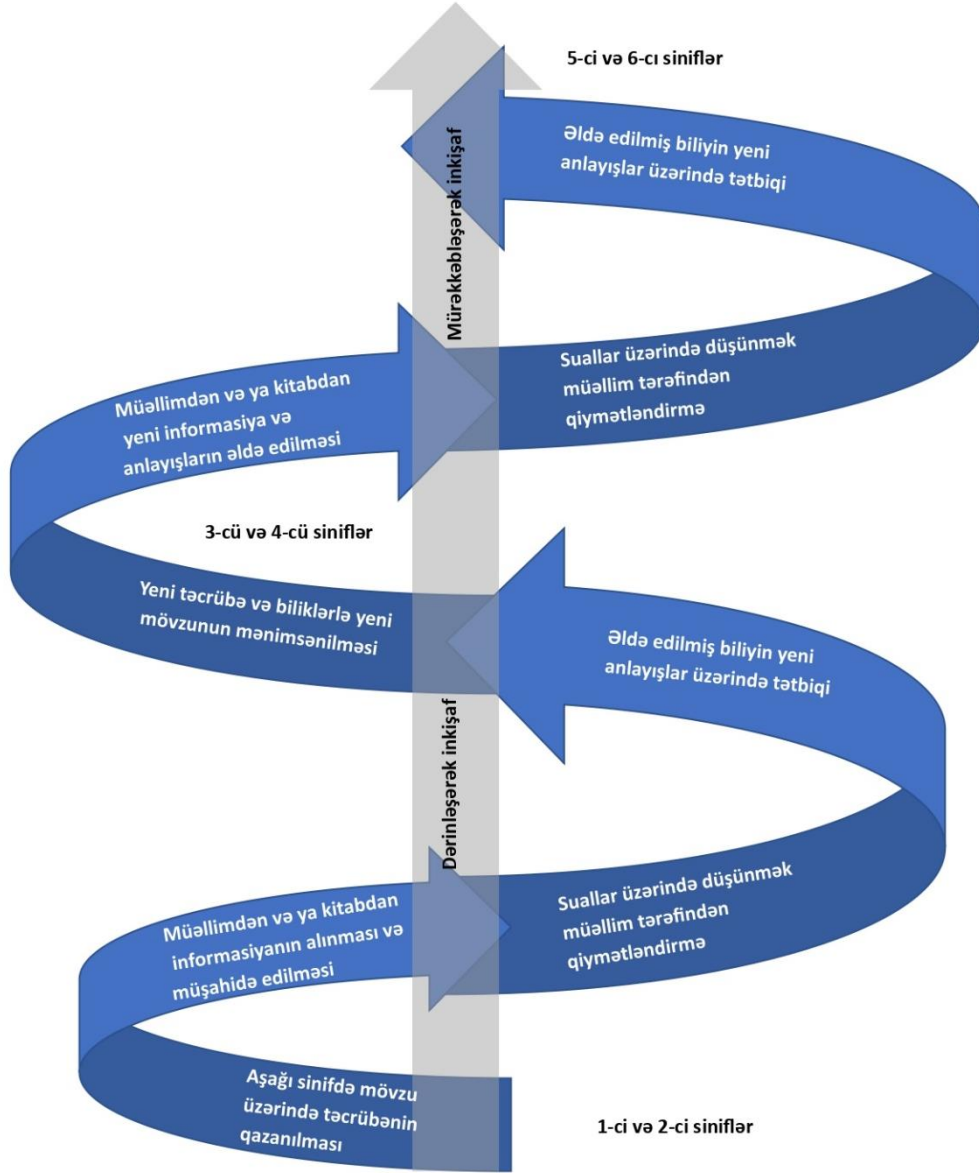 5-ci və 6-cı siniflər
Əldə edilmiş biliyin yeni
anlayışlar üzərində tətbiqi
Mürəkkəbləşərək inkişaf
Suallar üzərində düşünmək
müəllim tərəfindən
qiymətləndirmə
Müəllimdən və ya kitabdan
yeni informasiya və
anlayışların əldə edilməsi
3-cü və 4-cü siniflər
Yeni təcrübə və biliklərlə yeni
mövzunun mənimsənilməsi
Əldə edilmiş biliyin yeni
anlayışlar üzərində tətbiqi
Dərinləşərək inkişaf
Suallar üzərində düşünmək
müəllim tərəfindən
qiymətləndirmə
Müəllimdən və ya kitabdan
informasiyanın alınması və
müşahidə edilməsi
Aşağı sinifdə mövzu
üzərində təcrübənin
qazanılması
1-ci və 2-ci siniflər